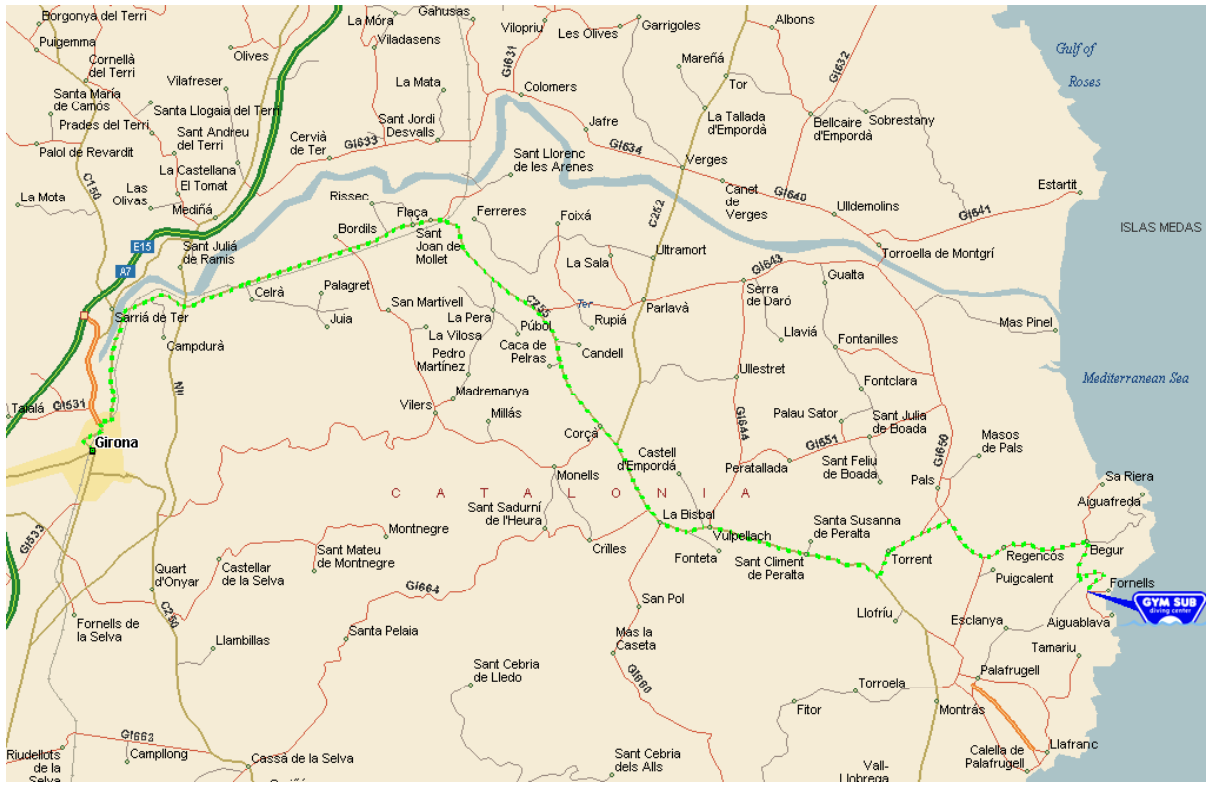 Borgonya del Terri
La Móra
Gahusas
Vilopriu
Garrigoles
Les Olives
Albons
Puigemma
Olives
Viladasens
GI631
GI632
Gulf of
Roses
Cornellà
del Terri
Vilafreser
Mareñá
La Mata
Tor
Santa María
de Camós
Santa Llogaia del Terri
Colomers
La Tallada
d'Empordà
Bellcaire
d'Empordà
Sobrestany
Prades del Terri
Sant Andreu
del Terri
Cervià
de Ter
Sant Jordi
Desvalls
Jafre
GI633
GI634
Palol de Revardit
La Castellana
El Tomat
Sant Llorenc
de les Arenes
Verges
C150
La Mota
Las
Olivas
Mediñá
Rissec
Canet
de
Verges
GI640
Estartit
Bordils
Flaça
Ferreres
Foixá
C252
Ulldemolins
GI641
ISLAS MEDAS
E15
A7
Sant Juliá
de Ramis
Sant
Joan de
Mollet
La Sala
Ultramort
Torroella de Montgrí
GI643
Gualta
Serra
de Daró
Celrà
Palagret
San Martivell
C255
Ter
Parlavà
Sarriá de Ter
Juia
La Pera
Púbol
Rupiá
Mas Pinel
Campdurà
La Vilosa
Pedro
Martínez
Caca de
Pelras
Candell
Llaviá
Fontanilles
NII
Ullestret
Mediterranean Sea
Fontclara
Talalá
GI531
Madremanya
Vilers
Millás
Palau Sator
Sant Julia
de Boada
Girona
Corçà
GI644
GI651
GI650
Masos
de Pals
Castell
d'Empordá
Monells
Peratallada
Sant Feliu
de Boada
Pals
Sa Riera
Aiguafreda
CATALONIA
Sant Sadurní
de l'Heura
La Bisbal
Montnegre
Vulpellach
Santa Susanna
de Peralta
GI533
Crilles
Fonteta
Sant Climent
de Peralta
Torrent
Regencós
Begur
Quart
d'Onyar
Castellar
de la Selva
Sant Mateu
de Montnegre
GI664
Puigcalent
Fornells
GYM SUB
diving center
Fornells de
la Selva
C250
San Pol
Llofríu
Esclanya
Aiguablava
Llambillas
Santa Pelaia
Mas la
Caseta
Tamariu
Sant Cebria
de Lledo
GI660
Palafrugell
Torroela
Fitor
Montrás
GI663
Riudellots
de la
Selva
Campllong
Cassá de la Selva
Sant Cebria
dels Alls
Vall-
Llobrega
Calella de
Palafrugell
Llafranc